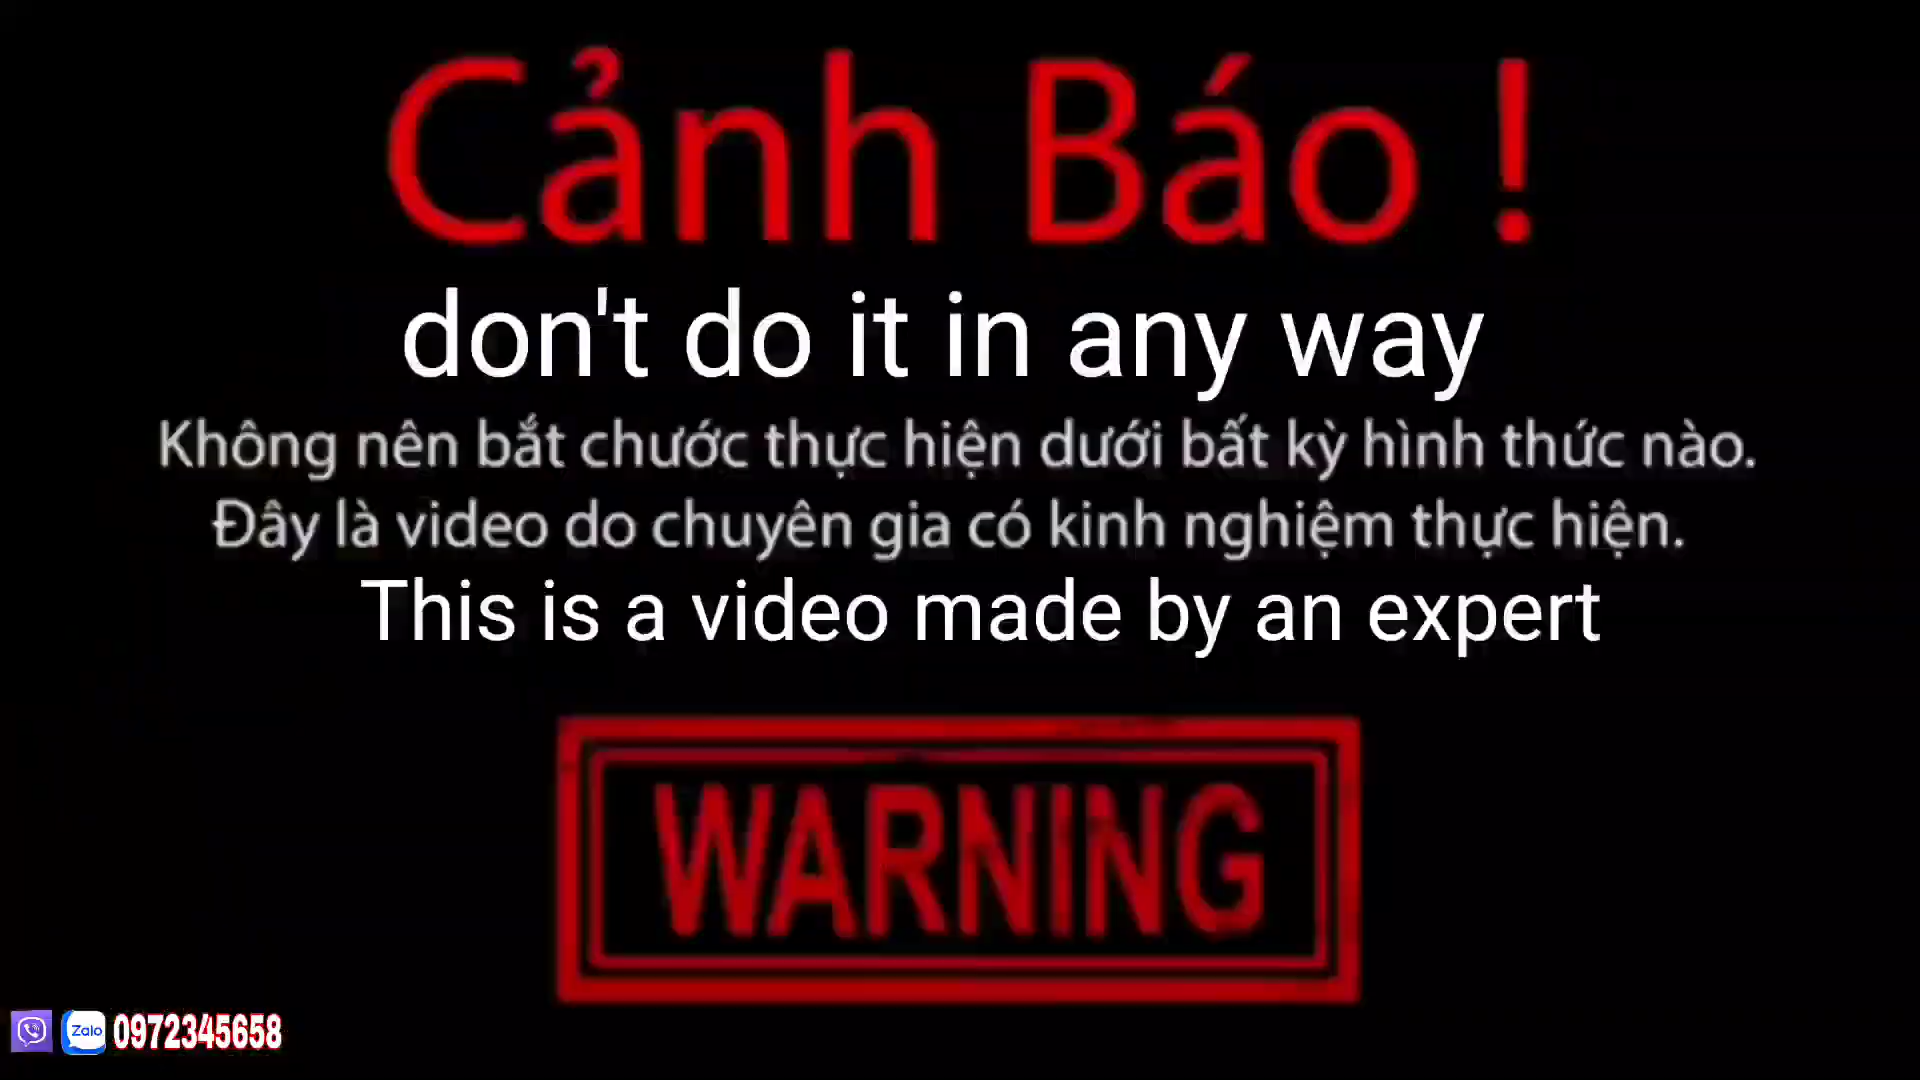 Cảnh Báo !
don't do it in any way
Không nên bắt chước thực hiện dưới bất kỳ hình thức nào.
Đây là video do chuyên gia có kinh nghiệm thực hiện.
This is a video made by an expert
WARNING
Zalo 0972345658